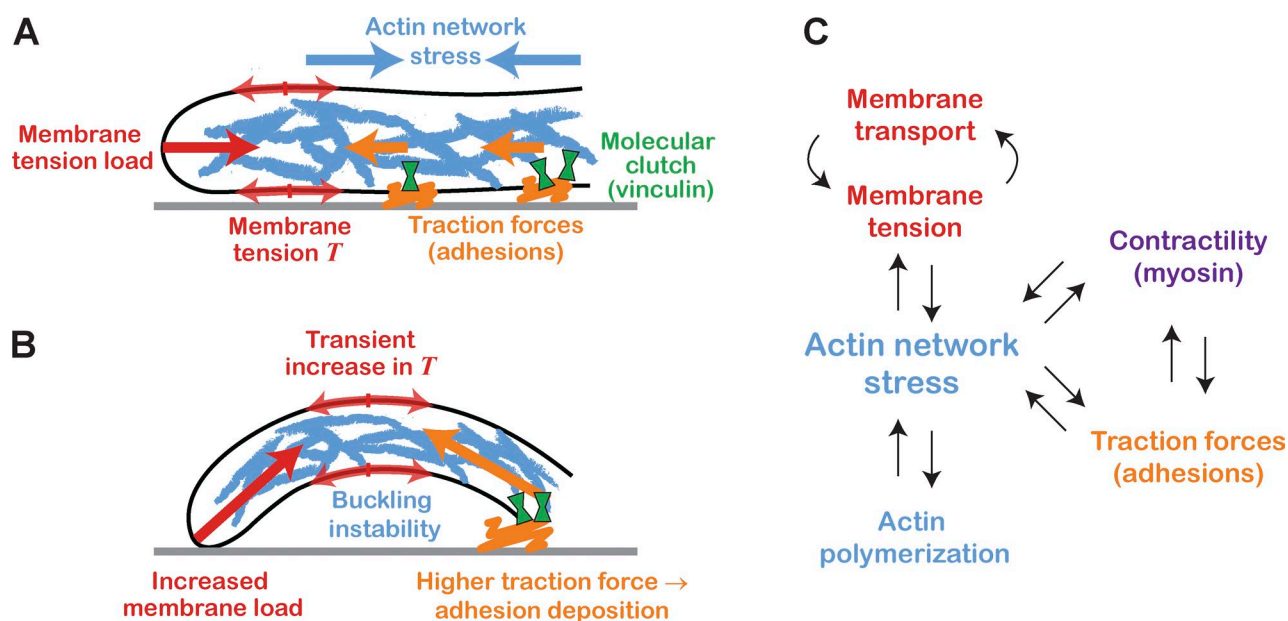 A
Actin network
stress
Membrane
tension load
Molecular
clutch
(vinculin)
Membrane
tension T
Traction forces
(adhesions)
B
Transient
increase in T
Buckling
instability
Increased
membrane load
Higher traction force →
adhesion deposition
C
Membrane
transport
Membrane
tension
Contractility
(myosin)
Actin network
stress
Traction forces
(adhesions)
Actin
polymerization